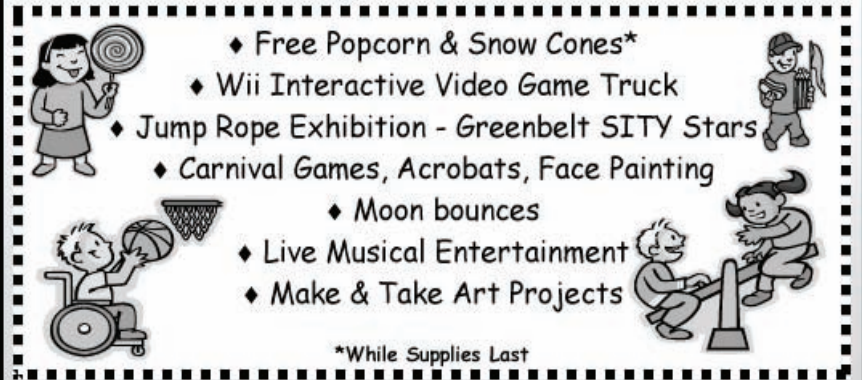 ♦ Free Popcorn & Snow Cones*
♦ Wii Interactive Video Game Truck
♦ Jump Rope Exhibition - Greenbelt SITY Stars
♦ Carnival Games, Acrobats, Face Painting
♦ Moon bounces
♦ Live Musical Entertainment
♦ Make & Take Art Projects
*While Supplies Last